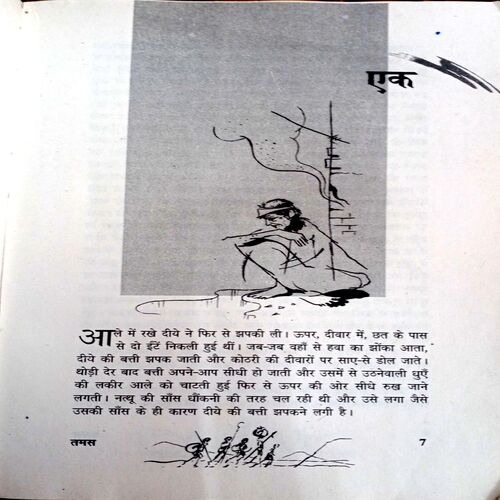 एक
आले में रखे दीये ने फिर से झपकी ली। ऊपर, दीवार में, छत के पास
से दो ईंटें निकली हुई थीं। जब-जब वहाँ से हवा का झोंका आता,
दीये की बत्ती झपक जाती और कोठरी की दीवारों पर साए-से डोल जाते।
थोड़ी देर बाद बत्ती अपने-आप सीधी हो जाती और उसमें से उठनेवाली धुएँ
की लकीर आले को चाटती हुई फिर से ऊपर की ओर सीधे रुख जाने
लगती। नत्थू की साँस धौंकनी की तरह चल रही थी और उसे लगा जैसे
उसकी साँस के ही कारण दीये की बत्ती झपकने लगी है।
तमस
7